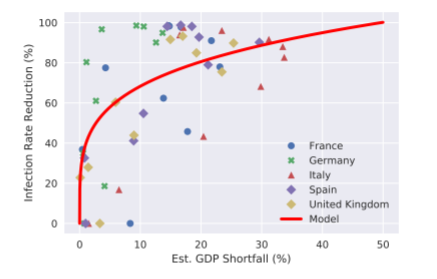 Infection Rate Reduction (%)
100
80
60
40
20
0
France
Germany
Italy
Spain
United Kingdom
Model
0
10
20
30
40
50
Est. GDP Shortfall (%)